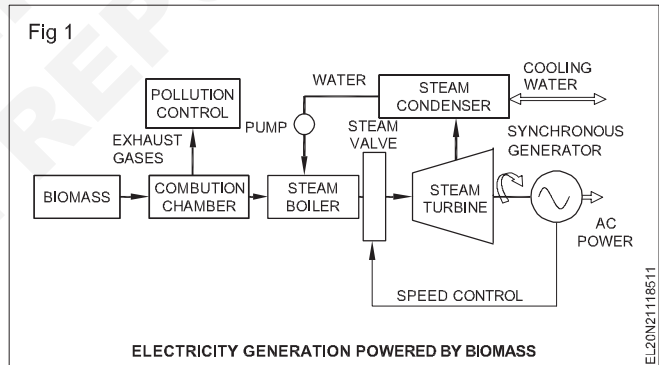 Fig 1
POLLUTION
CONTROL
EXHAUST
GASES
BIOMASS
COMBUTION
CHAMBER
WATER
PUMP
STEAM
BOILER
STEAM
VALVE
STEAM
CONDENSER
COOLING
WATER
STEAM
TURBINE
SYNCHRONOUS
GENERATOR
AC
POWER
SPEED CONTROL
ELECTRICITY GENERATION POWERED BY BIOMASS
EL20N21118511